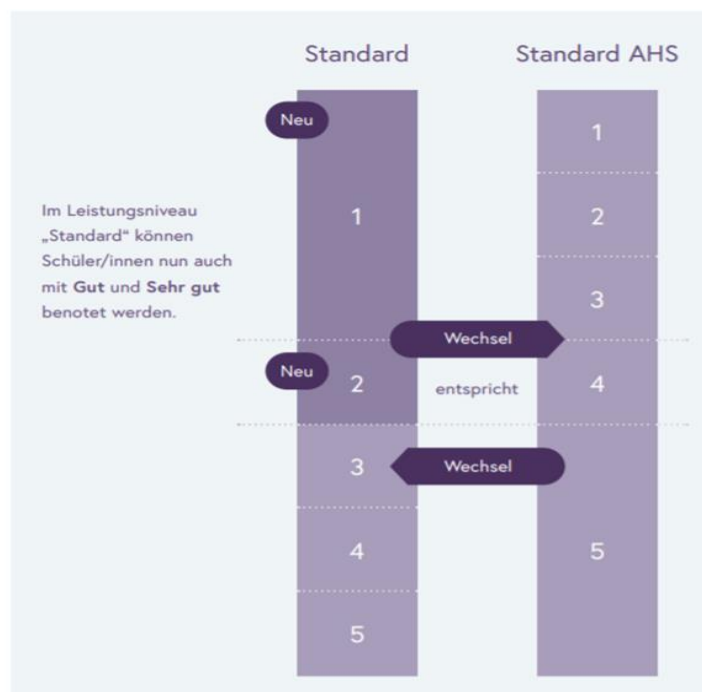 Standard
Standard AHS
Neu
1
1
Im Leistungsniveau
„Standard“ können
Schüler/innen nun auch
mit Gut und Sehr gut
benotet werden.
2
3
Wechsel
Neu
2
entspricht
4
3
Wechsel
4
5
5